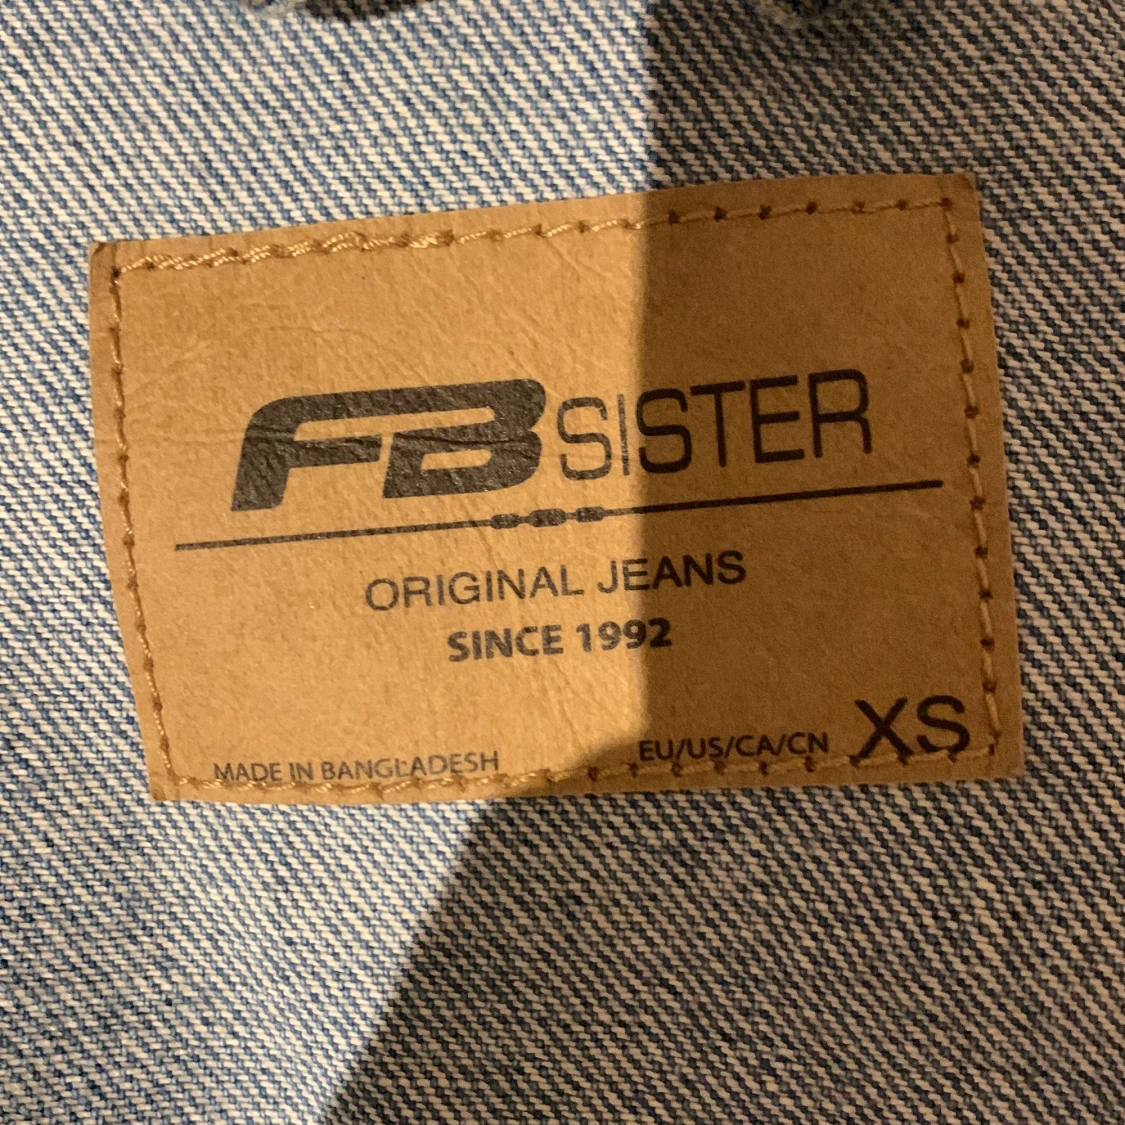 FB SISTER
ORIGINAL JEANS
SINCE 1992
MADE IN BANGLADESH
EU/US/CA/CN XS